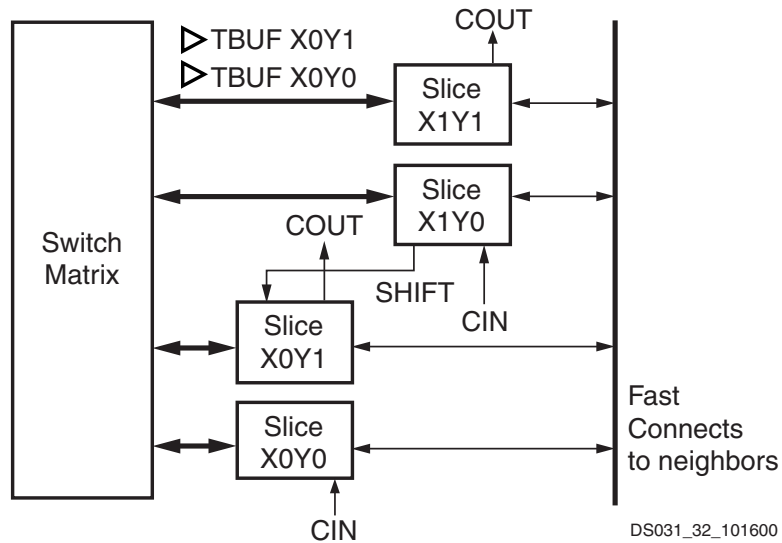 COUT
TBUF X0Y1
TBUF X0Y0
Slice
X1Y1
Slice
X1Y0
Switch
Matrix
COUT
SHIFT
CIN
Slice
X0Y1
Slice
X0Y0
Fast
Connects
to neighbors
CIN
DS031_32_101600